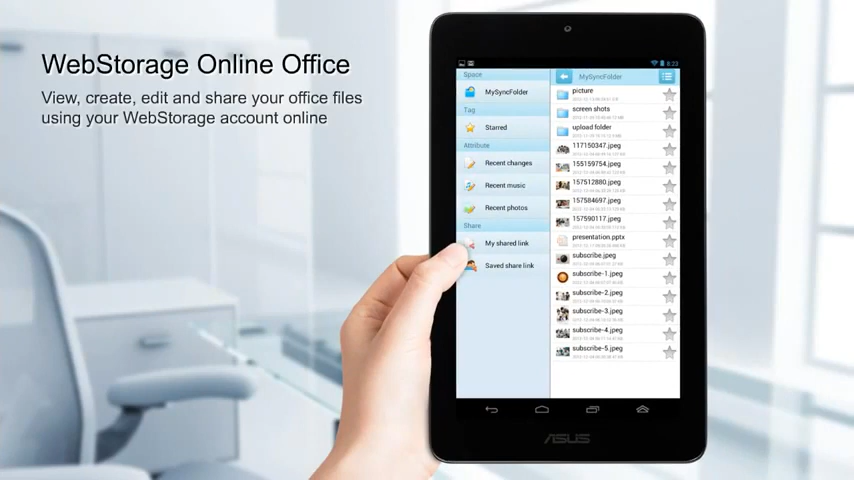 WebStorage Online Office
View, create, edit and share your office files
using your WebStorage account online
8:23
Space
MySyncFolder
Tag
Starred
Attribute
Recent changes
Recent music
Recent photos
Share
My shared link
Saved share link
MySyncFolder
picture
screen shots
upload folder
117150347.jpeg
155159754.jpeg
157512880.jpeg
157584697.jpeg
157590117.jpeg
presentation.pptx
subscribe.jpeg
subscribe-1.jpeg
subscribe-2.jpeg
subscribe-3.jpeg
subscribe-4.jpeg
subscribe-5.jpeg
ASUS